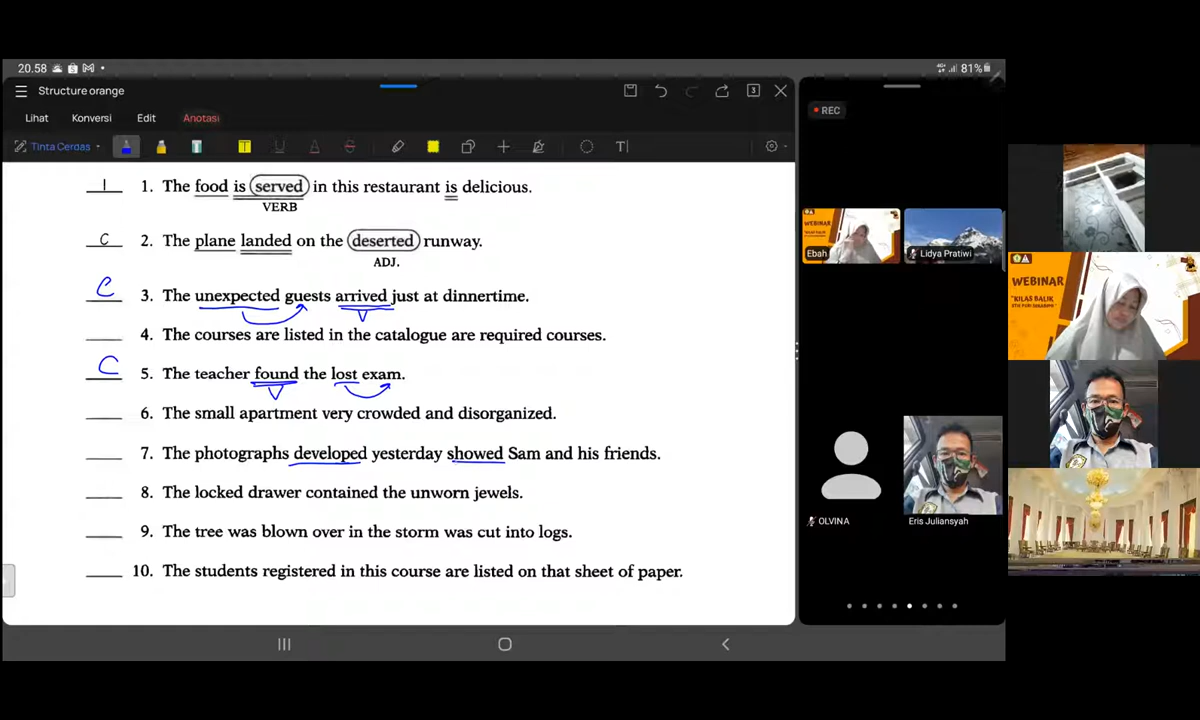 20.58
81%
Structure orange
3
Lihat Konversi Edit Anotasi
Tinta Cerdas
REC
I 1. The food is served in this restaurant is delicious.
VERB
C 2. The plane landed on the deserted runway.
ADJ.
C 3. The unexpected guests arrived just at dinnertime.
V
4. The courses are listed in the catalogue are required courses.
C 5. The teacher found the lost exam.
V
6. The small apartment very crowded and disorganized.
7. The photographs developed yesterday showed Sam and his friends.
8. The locked drawer contained the unworn jewels.
9. The tree was blown over in the storm was cut into logs.
10. The students registered in this course are listed on that sheet of paper.
WEBINAR
Ebah
Lidya Pratiwi
OLVINA
Eris Juliansyah
WEBINAR
"KILAS BALIK